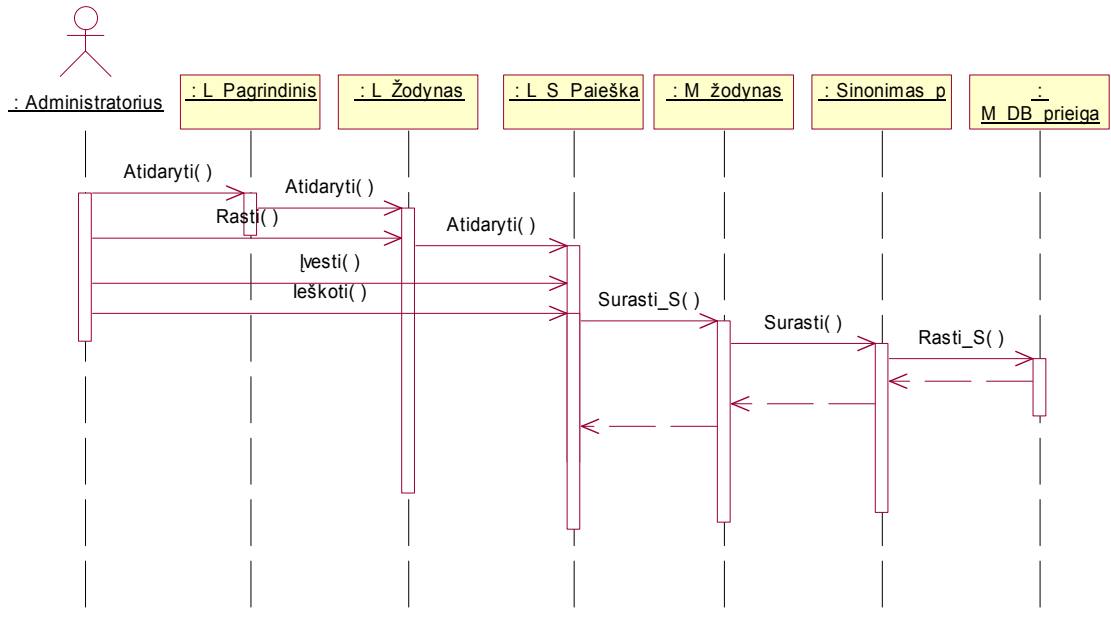 : Administratorius
: L_Pagrindinis
: L_Žodynas
: L_S_Paieška
: M_žodynas
: Sinonimas_p
:
M_DB_prieiga
Atidaryti( )
Atidaryti( )
Rasti( )
Atidaryti( )
Įvesti( )
Ieškoti( )
Surasti_S( )
Surasti( )
Rasti_S( )